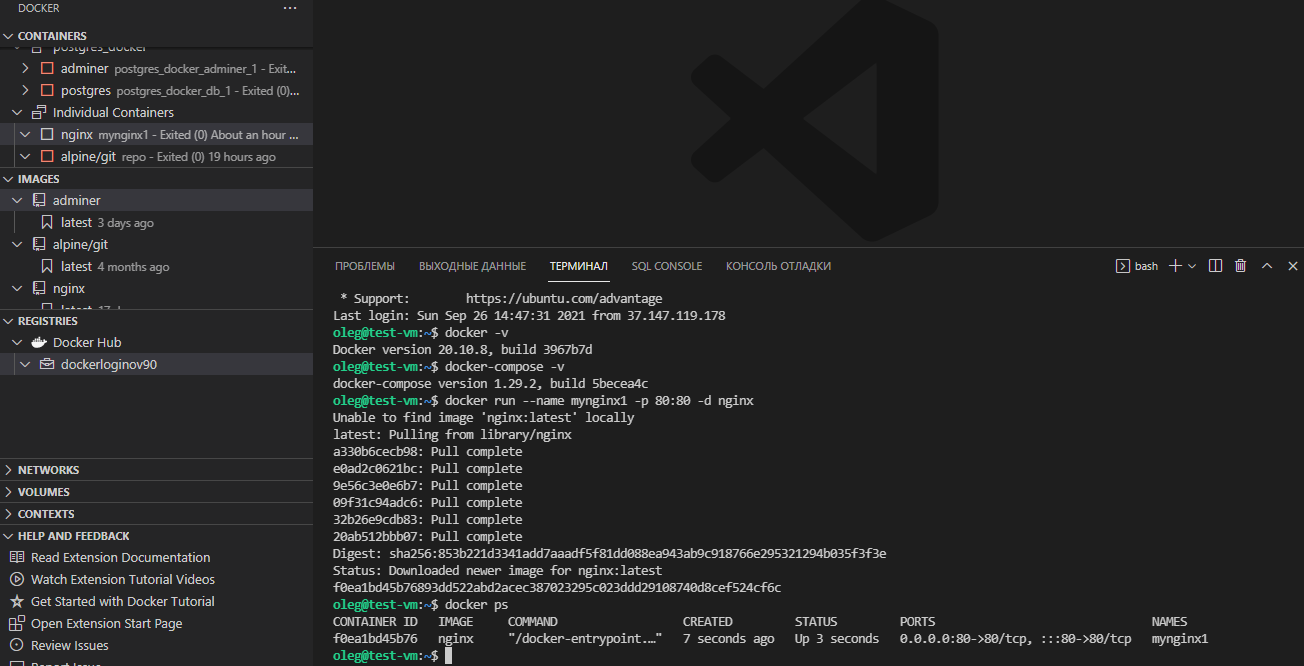 DOCKER
...
CONTAINERS
postgres_docker
adminer postgres_docker_adminer_1 - Exit...
postgres postgres_docker_db_1 - Exited (0)...
Individual Containers
nginx mynginx1 - Exited (0) About an hour ...
alpine/git repo - Exited (0) 19 hours ago
IMAGES
adminer
latest 3 days ago
alpine/git
latest 4 months ago
nginx
latest
REGISTRIES
Docker Hub
dockerloginov90
NETWORKS
VOLUMES
CONTEXTS
HELP AND FEEDBACK
Read Extension Documentation
Watch Extension Tutorial Videos
Get Started with Docker Tutorial
Open Extension Start Page
Review Issues
Report Issue
ПРОБЛЕМЫ ВЫХОДНЫЕ ДАННЫЕ ТЕРМИНАЛ SQL CONSOLE КОНСОЛЬ ОТЛАДКИ bash
* Support: https://ubuntu.com/advantage
Last login: Sun Sep 26 14:47:31 2021 from 37.147.119.178
oleg@test-vm:~$ docker -v
Docker version 20.10.8, build 3967b7d
oleg@test-vm:~$ docker-compose -v
docker-compose version 1.29.2, build 5becea4c
oleg@test-vm:~$ docker run --name mynginx1 -p 80:80 -d nginx
Unable to find image 'nginx:latest' locally
latest: Pulling from library/nginx
a330b6cecb98: Pull complete
e0ad2c0621bc: Pull complete
9e56c3e0e6b7: Pull complete
09f31c94adc6: Pull complete
32b26e9cdb83: Pull complete
20ab512bbb07: Pull complete
Digest: sha256:853b221d3341add7aaadf5f81dd088ea943ab9c918766e295321294b035f3f3e
Status: Downloaded newer image for nginx:latest
f0ea1bd45b76893dd522abd2acec387023295c023ddd29108740d8cef524cf6c
oleg@test-vm:~$ docker ps
CONTAINER ID IMAGE COMMAND CREATED STATUS PORTS NAMES
f0ea1bd45b76 nginx "/docker-entrypoint.…" 7 seconds ago Up 3 seconds 0.0.0.0:80->80/tcp, :::80->80/tcp mynginx1
oleg@test-vm:~$